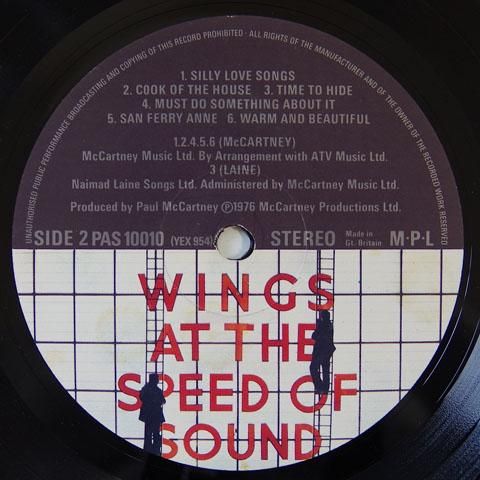 UNAUTHORISED PUBLIC PERFORMANCE BROADCASTING AND COPYING OF THIS RECORD PROHIBITED · ALL RIGHTS OF THE MANUFACTURER AND OF THE OWNER OF THE RECORDED WORK RESERVED
1. SILLY LOVE SONGS
2. COOK OF THE HOUSE 3. TIME TO HIDE
4. MUST DO SOMETHING ABOUT IT
5. SAN FERRY ANNE 6. WARM AND BEAUTIFUL
1.2.4.5.6 (McCARTNEY)
McCartney Music Ltd. By Arrangement with ATV Music Ltd.
3 (LAINE)
Naimad Laine Songs Ltd. Administered by McCartney Music Ltd.
Produced by Paul McCartney ℗1976 McCartney Productions Ltd.
SIDE 2 PAS 10010 (YEX 954) STEREO Made in Gt. Britain M·P·L
WINGS
AT THE
SPEED OF
SOUND